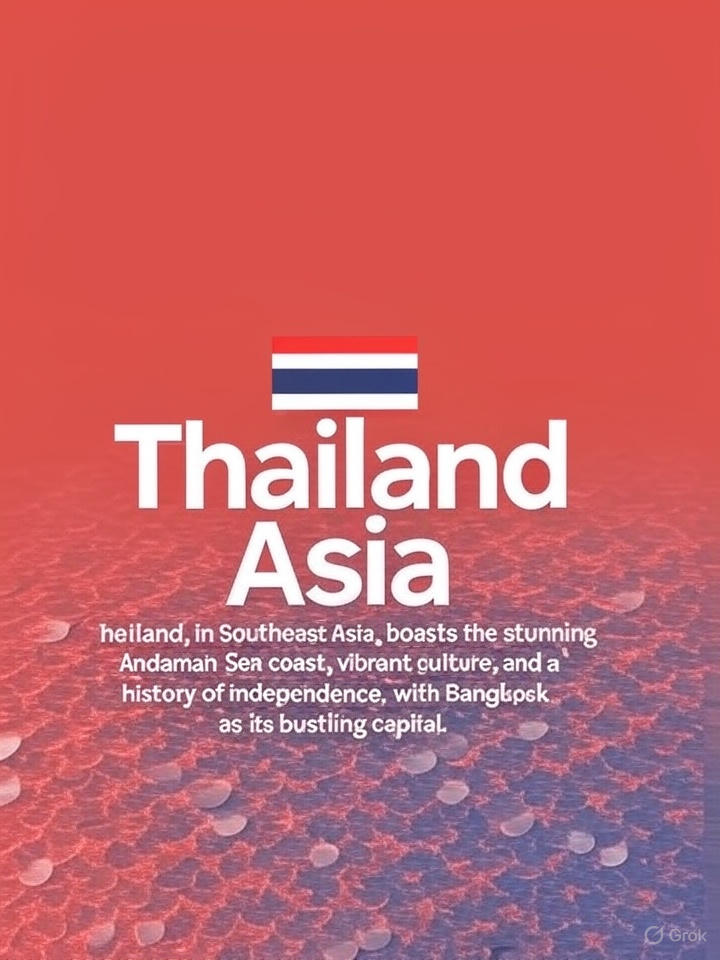 Thailand
Asia
heiland, in Southeast Asia, boasts the stunning
Andaman Sea coast, vibrant culture, and a
history of independence, with Banglspsk
as its bustling capital.
Grok